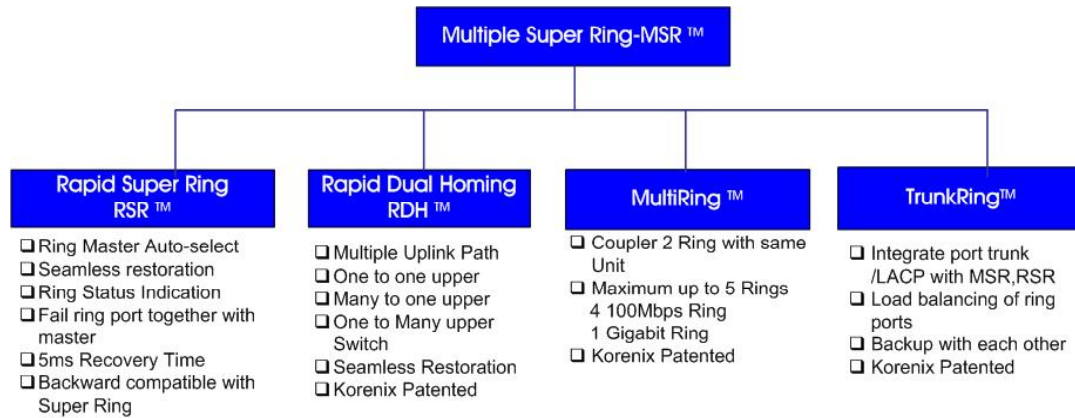 Multiple Super Ring-MSR ™
Rapid Super Ring
RSR ™
❑ Ring Master Auto-select
❑ Seamless restoration
❑ Ring Status Indication
❑ Fail ring port together with
master
❑ 5ms Recovery Time
❑ Backward compatible with
Super Ring
Rapid Dual Homing
RDH ™
❑ Multiple Uplink Path
❑ One to one upper
❑ Many to one upper
❑ One to Many upper
Switch
❑ Seamless Restoration
❑ Korenix Patented
MultiRing ™
❑ Coupler 2 Ring with same
Unit
❑ Maximum up to 5 Rings
4 100Mbps Ring
1 Gigabit Ring
❑ Korenix Patented
TrunkRing™
❑ Integrate port trunk
/LACP with MSR,RSR
❑ Load balancing of ring
ports
❑ Backup with each other
❑ Korenix Patented